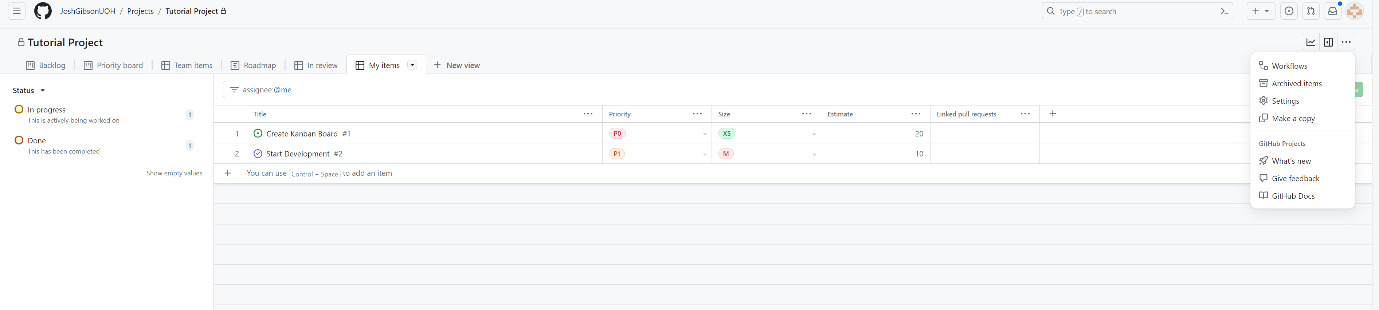 JoshGibsonUOH / Projects / Tutorial Project
Type / to search
Tutorial Project
Backlog
Priority board
Team items
Roadmap
In review
My items
+ New view
Workflows
Archived items
Settings
Make a copy
GitHub Projects
What's new
Give feedback
GitHub Docs
Status
In progress 1
This is actively being worked on
Done 1
This has been completed
Show empty values
assignee:@me
Title ... Priority ... Size ... Estimate ... Linked pull requests ... +
1 Create Kanban Board #1 P0 XS 20
2 Start Development #2 P1 M 10
+ You can use Control + Space to add an item